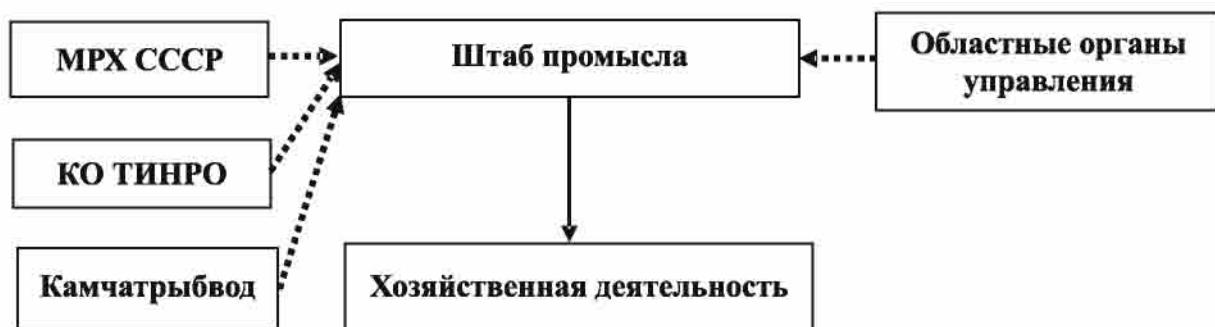 МРХ СССР
Штаб промысла
Областные органы
управления
КО ТИНРО
Камчатрыбвод
Хозяйственная деятельность